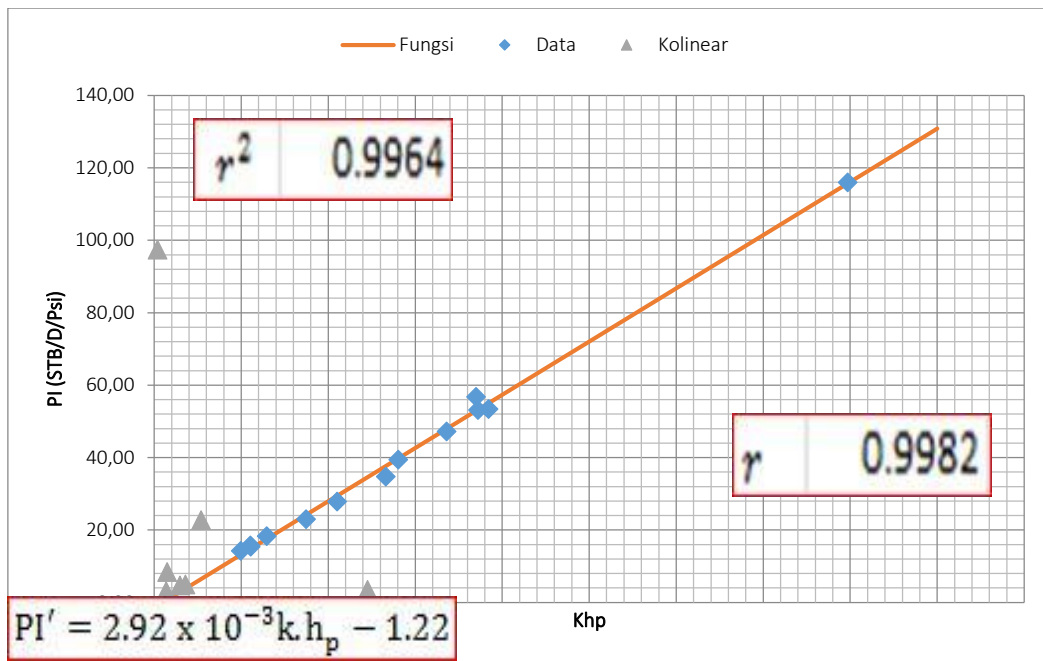 Fungsi Data Kolinear
140,00
r² 0.9964
120,00
100,00
80,00
PI (STB/D/Psi)
60,00
40,00
r 0.9982
20,00
Khp
PI′ = 2.92 x 10⁻³k.hₚ − 1.22